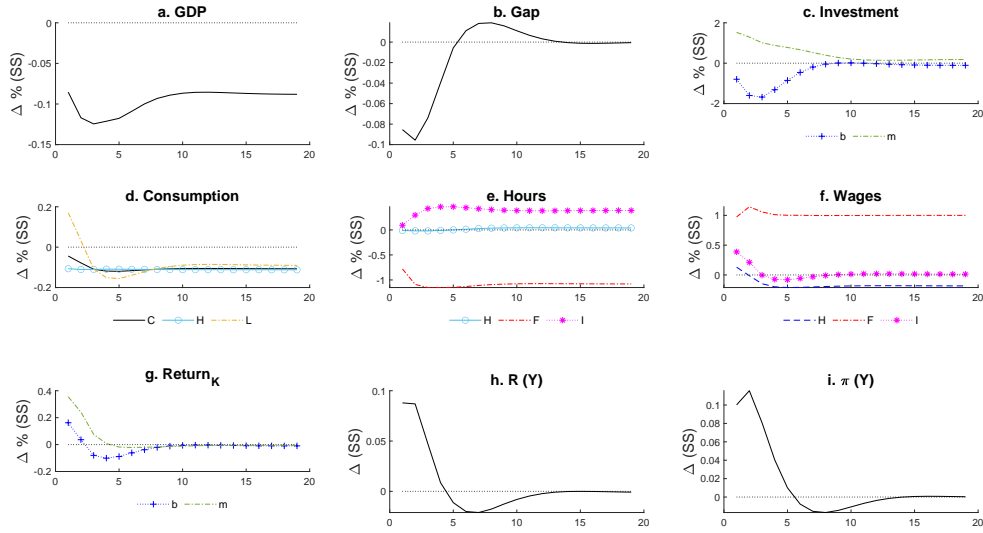 a. GDP
Δ % (SS)
0
-0.05
-0.1
-0.15
0 5 10 15 20
b. Gap
Δ % (SS)
0
-0.02
-0.04
-0.06
-0.08
-0.1
0 5 10 15 20
c. Investment
Δ % (SS)
2
0
-2
0 5 10 15 20
b m
d. Consumption
Δ % (SS)
0.2
0
-0.2
0 5 10 15 20
C H L
e. Hours
Δ % (SS)
0
-1
0 5 10 15 20
H F I
f. Wages
Δ % (SS)
1
0.5
0
0 5 10 15 20
H F I
g. Return_K
Δ % (SS)
0.4
0.2
0
-0.2
0 5 10 15 20
b m
h. R (Y)
Δ (SS)
0.1
0.05
0
0 5 10 15 20
i. π (Y)
Δ (SS)
0.1
0.08
0.06
0.04
0.02
0
0 5 10 15 20